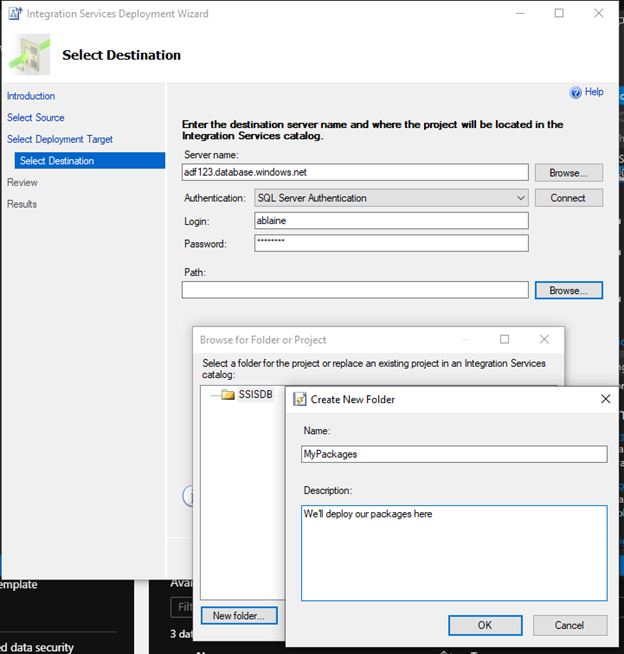 Integration Services Deployment Wizard
Select Destination
Help
Introduction
Select Source
Select Deployment Target
Select Destination
Review
Results
Enter the destination server name and where the project will be located in the
Integration Services catalog.
Server name:
adf123.database.windows.net
Browse...
Authentication:
SQL Server Authentication
Connect
Login:
ablaine
Password:
********
Path:
Browse...
Browse for Folder or Project
Select a folder for the project or replace an existing project in an Integration Services
catalog:
SSISDB
New folder...
Create New Folder
Name:
MyPackages
Description:
We'll deploy our packages here
OK
Cancel
emplate
d data security
Avai
Filt
3 dat